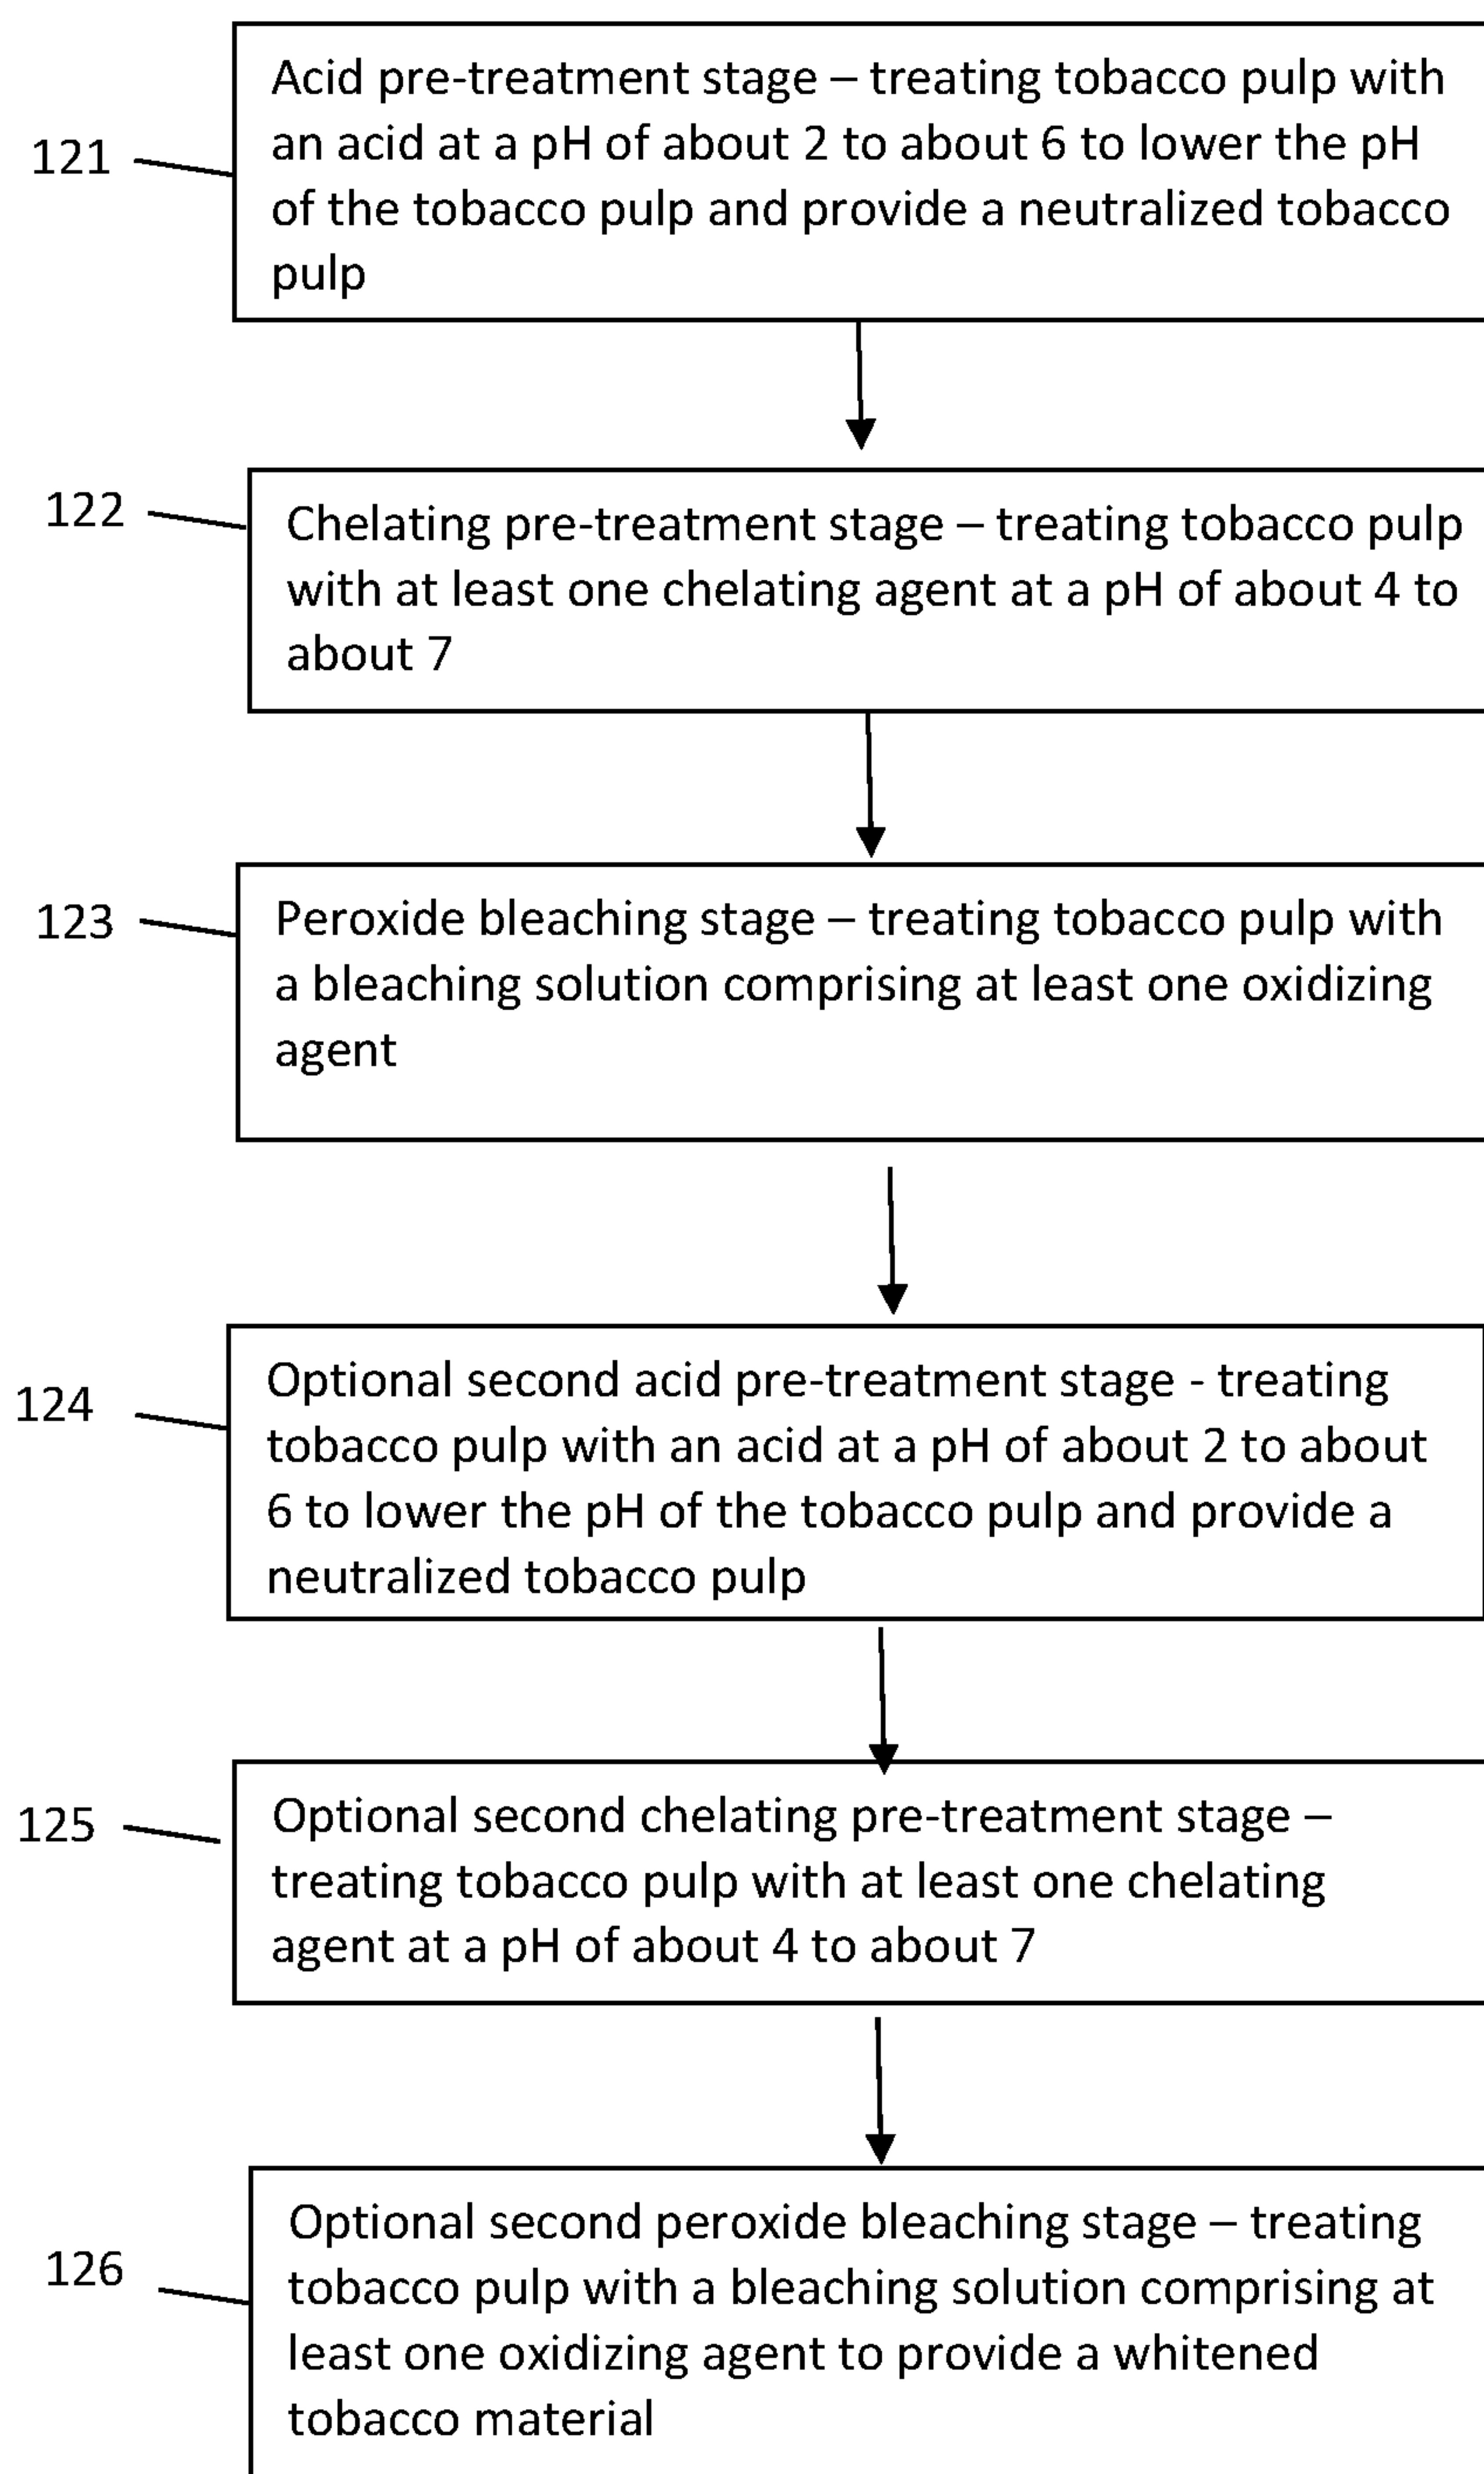 121
Acid pre-treatment stage – treating tobacco pulp with
an acid at a pH of about 2 to about 6 to lower the pH
of the tobacco pulp and provide a neutralized tobacco
pulp
122
Chelating pre-treatment stage – treating tobacco pulp
with at least one chelating agent at a pH of about 4 to
about 7
123
Peroxide bleaching stage – treating tobacco pulp with
a bleaching solution comprising at least one oxidizing
agent
124
Optional second acid pre-treatment stage - treating
tobacco pulp with an acid at a pH of about 2 to about
6 to lower the pH of the tobacco pulp and provide a
neutralized tobacco pulp
125
Optional second chelating pre-treatment stage –
treating tobacco pulp with at least one chelating
agent at a pH of about 4 to about 7
126
Optional second peroxide bleaching stage – treating
tobacco pulp with a bleaching solution comprising at
least one oxidizing agent to provide a whitened
tobacco material